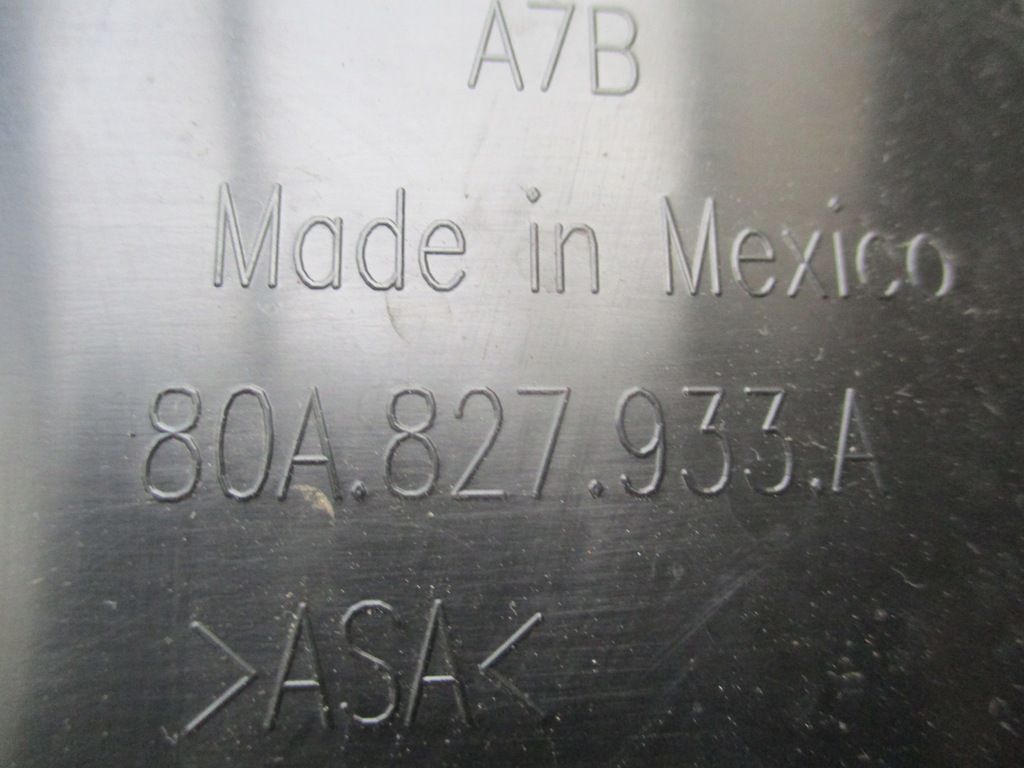 A7B
Made in Mexico
80A.827.933.A
>ASA<